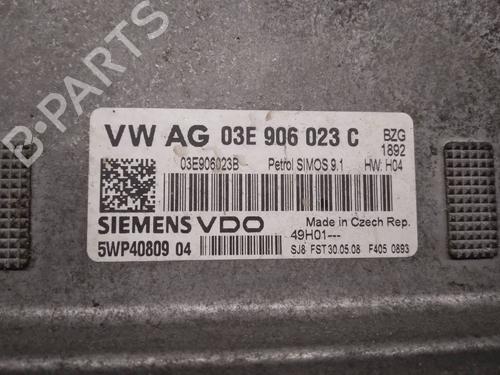 VW AG 03E 906 023 C
BZG
1892
03E906023B Petrol SIMOS 9.1 HW: H04
SIEMENS VDO
Made in Czech Rep.
49H01---
5WP40809 04
SJ8 FST 30.05.08 F405 0893
B-PARTS